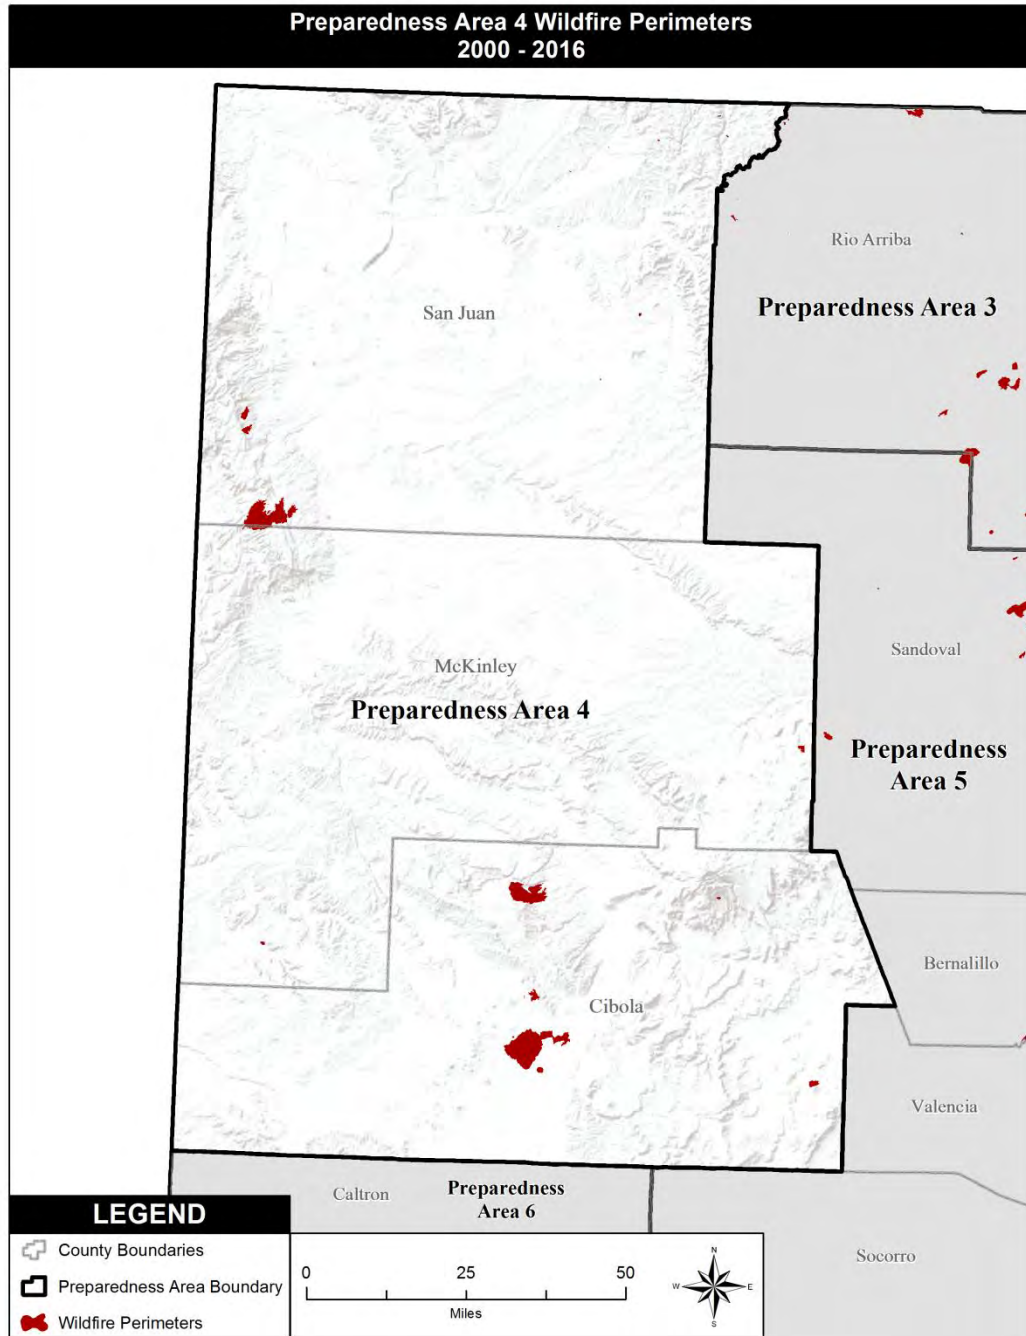 Preparedness Area 4 Wildfire Perimeters
2000 - 2016
Rio Arriba
Preparedness Area 3
San Juan
Sandoval
McKinley
Preparedness Area 4
Preparedness
Area 5
Bernalillo
Cibola
Valencia
Caltron
Preparedness
Area 6
Socorro
LEGEND
County Boundaries
Preparedness Area Boundary
Wildfire Perimeters
0 25 50
Miles
N
W E
S